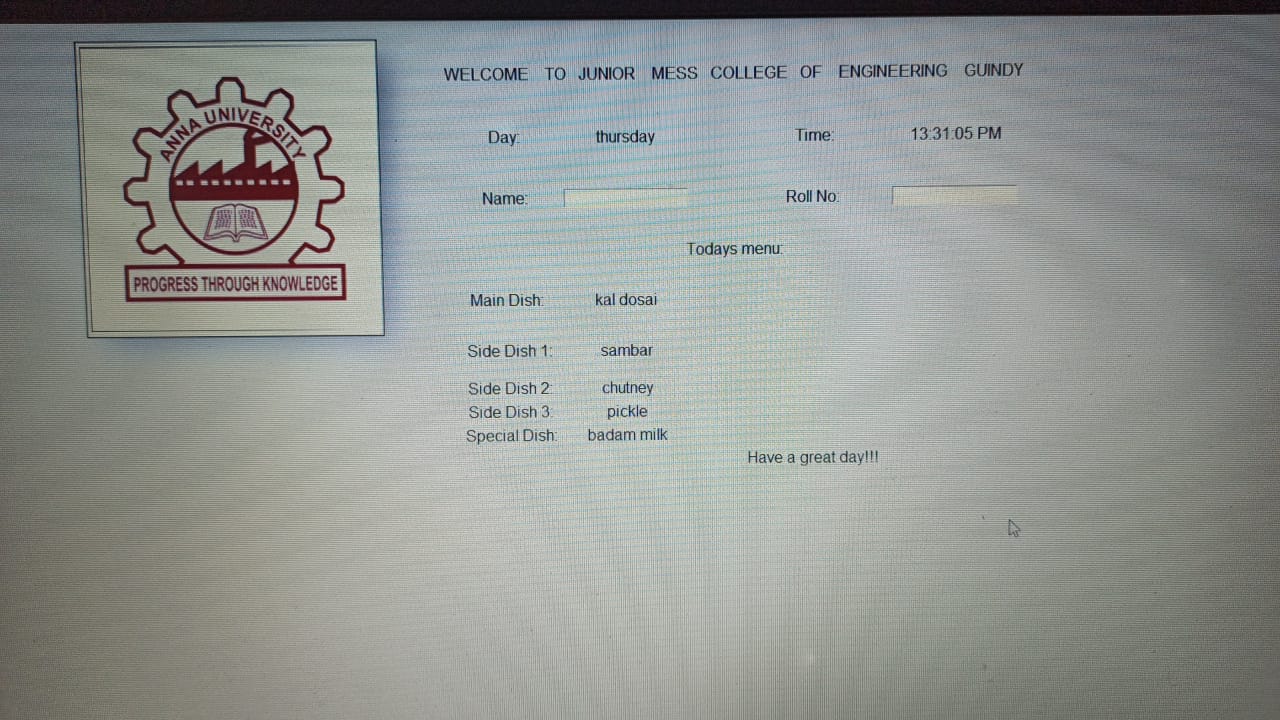 ANNA UNIVERSITY
PROGRESS THROUGH KNOWLEDGE
WELCOME TO JUNIOR MESS COLLEGE OF ENGINEERING GUINDY
Day: thursday Time: 13:31:05 PM
Name: Roll No:
Todays menu:
Main Dish: kal dosai
Side Dish 1: sambar
Side Dish 2: chutney
Side Dish 3: pickle
Special Dish: badam milk
Have a great day!!!